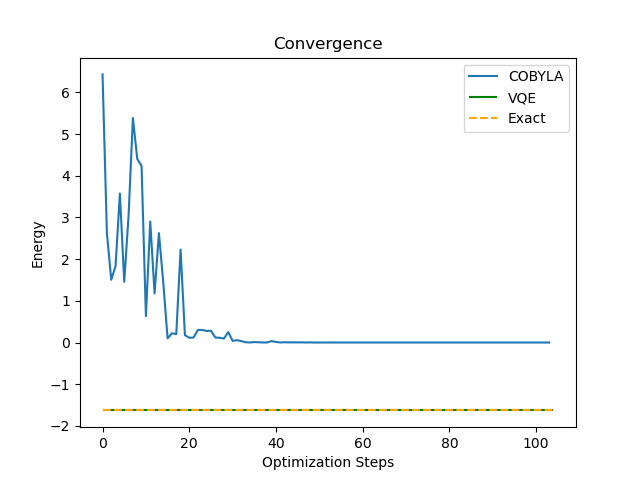 Convergence
COBYLA
VQE
Exact
Energy
6
5
4
3
2
1
0
−1
−2
0 20 40 60 80 100
Optimization Steps